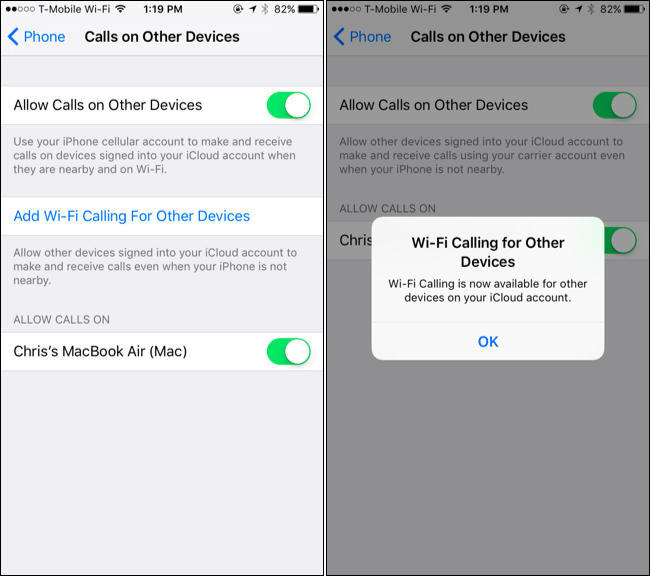 T-Mobile Wi-Fi 1:19 PM 82%
Phone Calls on Other Devices
Allow Calls on Other Devices
Use your iPhone cellular account to make and receive
calls on devices signed into your iCloud account when
they are nearby and on Wi-Fi.
Add Wi-Fi Calling For Other Devices
Allow other devices signed into your iCloud account to
make and receive calls even when your iPhone is not
nearby.
ALLOW CALLS ON
Chris's MacBook Air (Mac)
T-Mobile Wi-Fi 1:19 PM 82%
Phone Calls on Other Devices
Allow Calls on Other Devices
Allow other devices signed into your iCloud account to
make and receive calls using your carrier account even
when your iPhone is not nearby.
ALLOW CALLS ON
Chris
Wi-Fi Calling for Other
Devices
Wi-Fi Calling is now available for other
devices on your iCloud account.
OK